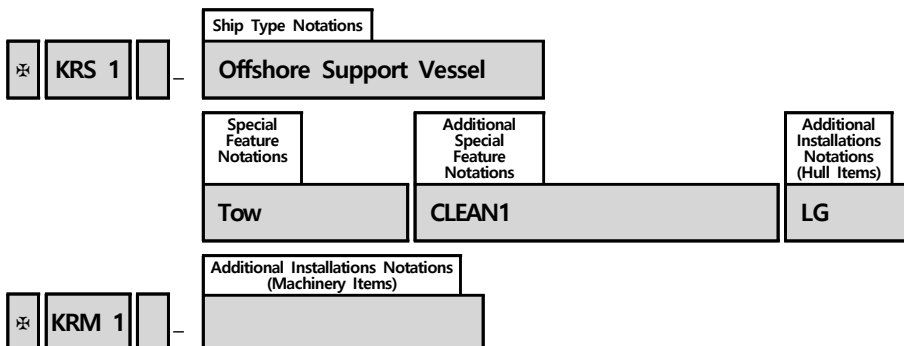 Ship Type Notations
✠ KRS 1 _ Offshore Support Vessel
Special
Feature
Notations
Additional
Special
Feature
Notations
Additional
Installations
Notations
(Hull Items)
Tow
CLEAN1
LG
Additional Installations Notations
(Machinery Items)
✠ KRM 1 _